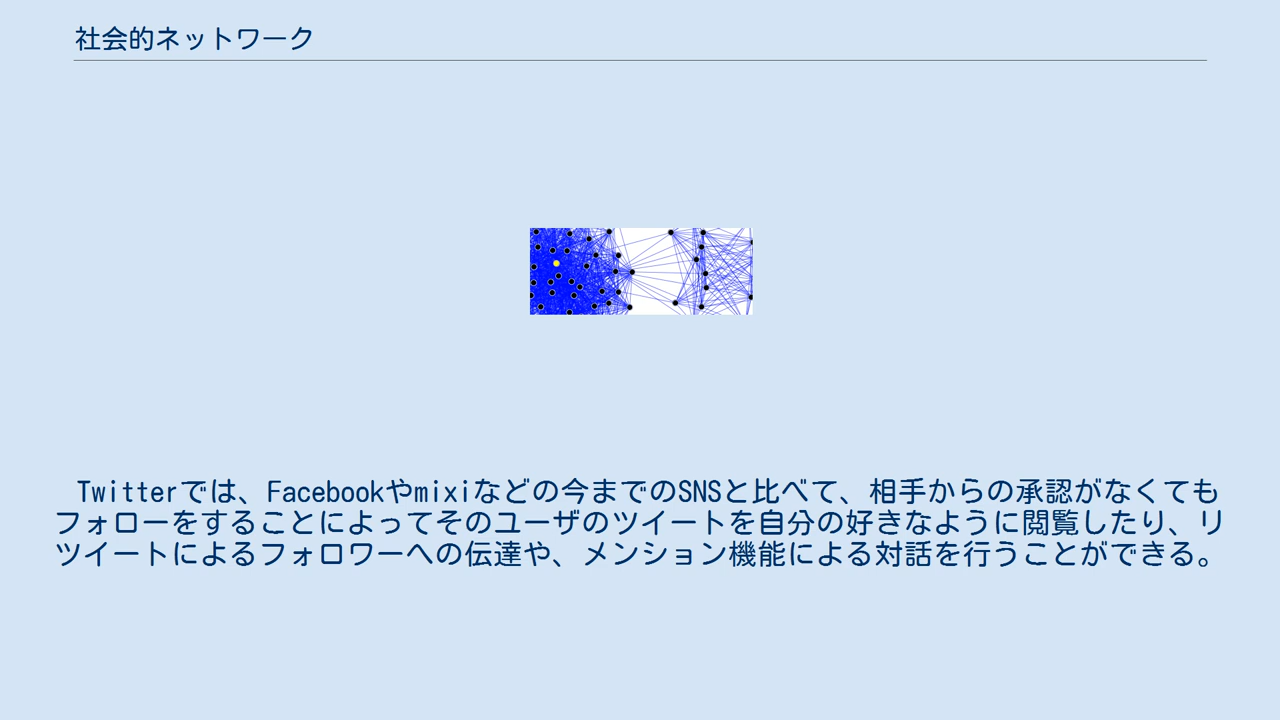 社会的ネットワーク
Twitterでは、Facebookやmixiなどの今までのSNSと比べて、相手からの承認がなくても
フォローをすることによってそのユーザのツイートを自分の好きなように閲覧したり、リ
ツイートによるフォロワーへの伝達や、メンション機能による対話を行うことができる。